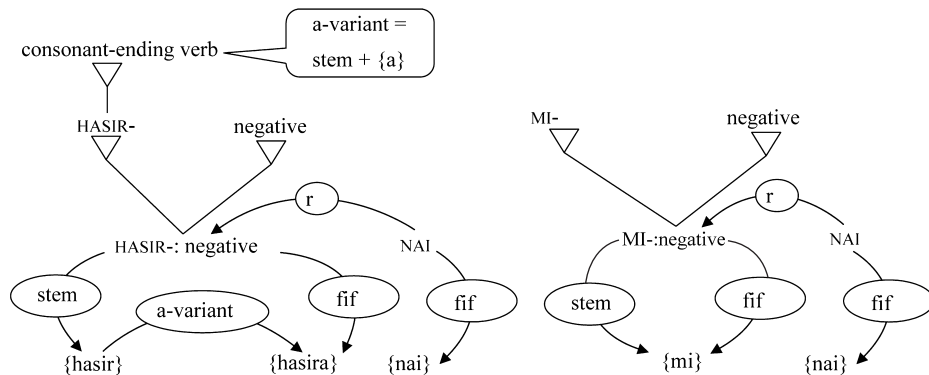 a-variant =
stem + {a}
consonant-ending verb
HASIR-
negative
r
HASIR-: negative
NAI
stem
a-variant
fif
fif
{hasir}
{hasira}
{nai}
MI-
negative
r
MI-:negative
NAI
stem
fif
fif
{mi}
{nai}